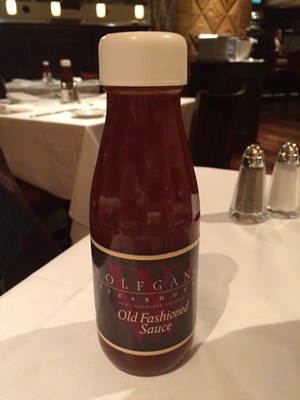 WOLFGANG
STEAKHOUSE
Old Fashioned
Sauce